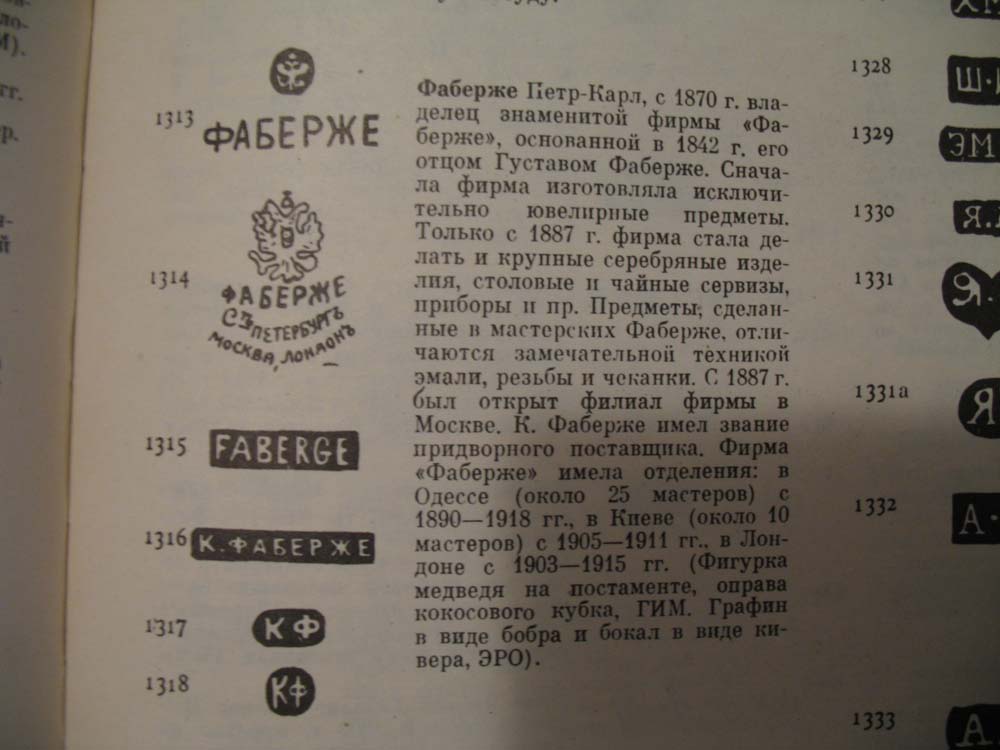 1313
ФАБЕРЖЕ
1314
ФАБЕРЖЕ
С ПЕТЕРБУРГЪ
МОСКВА, ЛОНДОНЪ
1315
FABERGE
1316
К. ФАБЕРЖЕ
1317
КФ
1318
КФ
Фаберже Петр-Карл, с 1870 г. вла-
делец знаменитой фирмы «Фа-
берже», основанной в 1842 г. его
отцом Густавом Фаберже. Снача-
ла фирма изготовляла исключи-
тельно ювелирные предметы.
Только с 1887 г. фирма стала де-
лать и крупные серебряные изде-
лия, столовые и чайные сервизы,
приборы и пр. Предметы, сделан-
ные в мастерских Фаберже, отли-
чаются замечательной техникой
эмали, резьбы и чеканки. С 1887 г.
был открыт филиал фирмы в
Москве. К. Фаберже имел звание
придворного поставщика. Фирма
«Фаберже» имела отделения: в
Одессе (около 25 мастеров) с
1890—1918 гг., в Киеве (около 10
мастеров) с 1905—1911 гг., в Лон-
доне с 1903—1915 гг. (Фигурка
медведя на постаменте, оправа
кокосового кубка, ГИМ. Графин
в виде бобра и бокал в виде ки-
вера, ЭРО).
1328
Ш·
1329
ЭМ
1330
Я.
1331
Я·
1331а
Я
1332
А·
1333
А